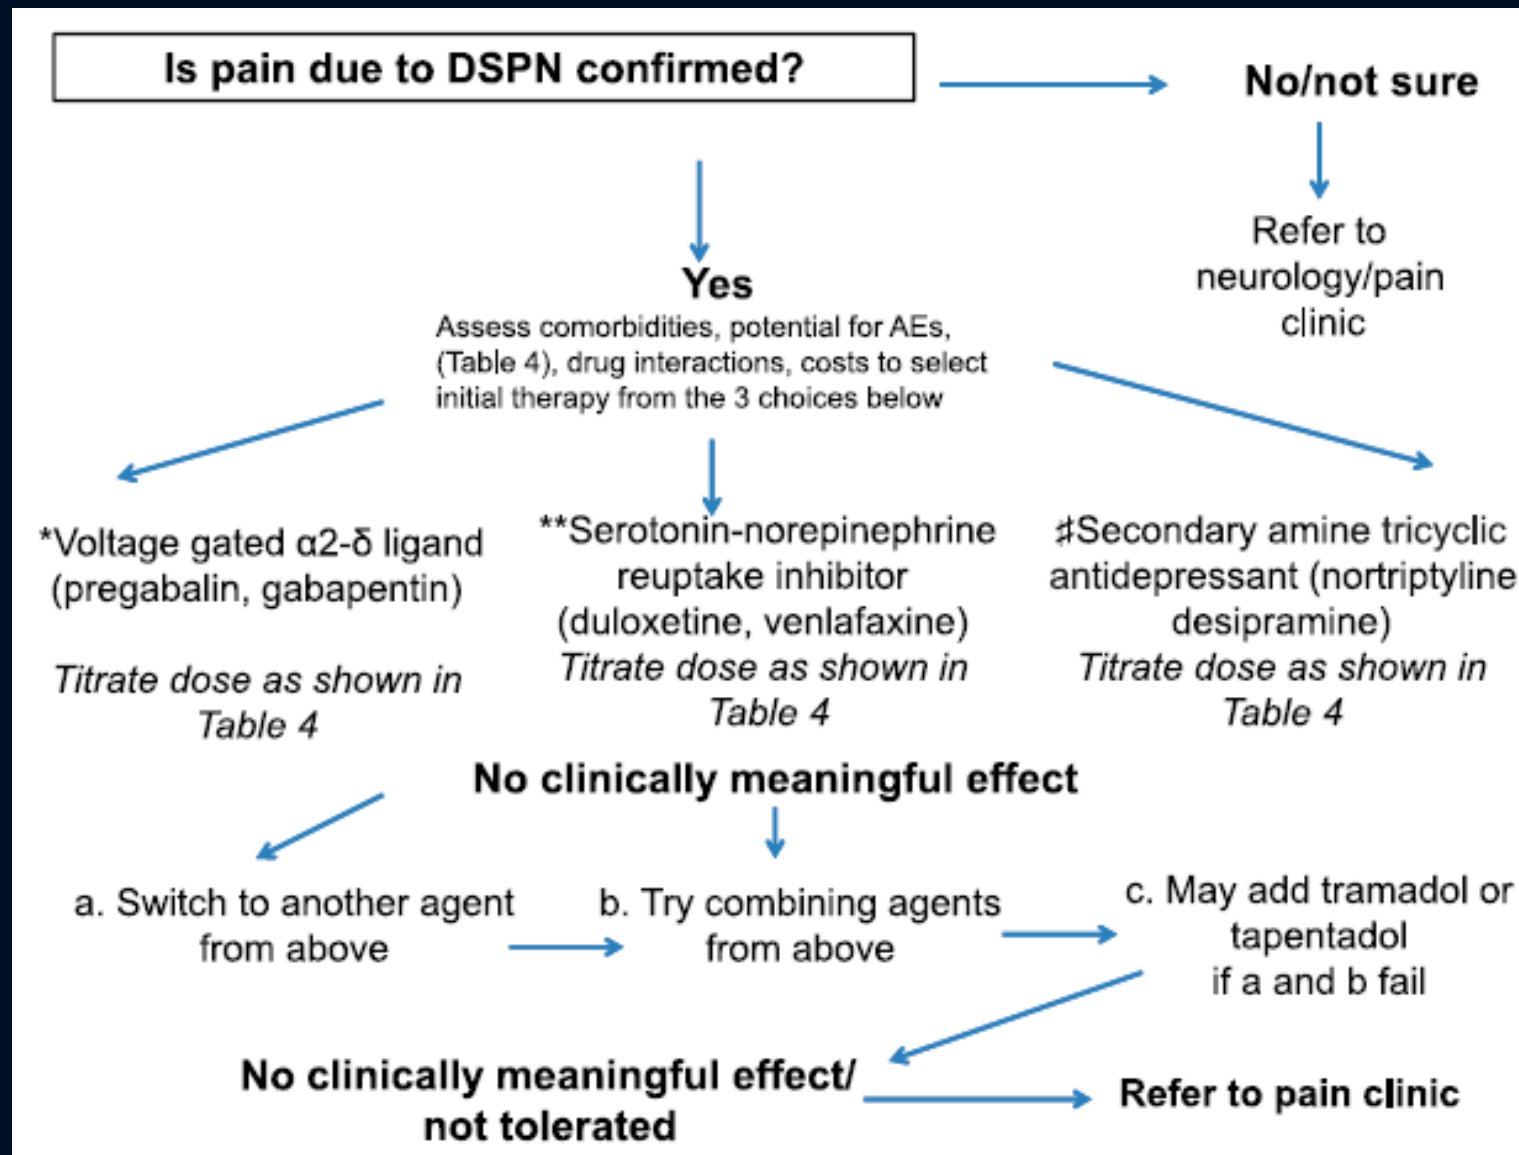 Is pain due to DSPN confirmed?
No/not sure
Refer to
neurology/pain
clinic
Yes
Assess comorbidities, potential for AEs,
(Table 4), drug interactions, costs to select
initial therapy from the 3 choices below
*Voltage gated α2-δ ligand
(pregabalin, gabapentin)
Titrate dose as shown in
Table 4
**Serotonin-norepinephrine
reuptake inhibitor
(duloxetine, venlafaxine)
Titrate dose as shown in
Table 4
♯Secondary amine tricyclic
antidepressant (nortriptyline
desipramine)
Titrate dose as shown in
Table 4
No clinically meaningful effect
a. Switch to another agent
from above
b. Try combining agents
from above
c. May add tramadol or
tapentadol
if a and b fail
No clinically meaningful effect/
not tolerated
Refer to pain clinic